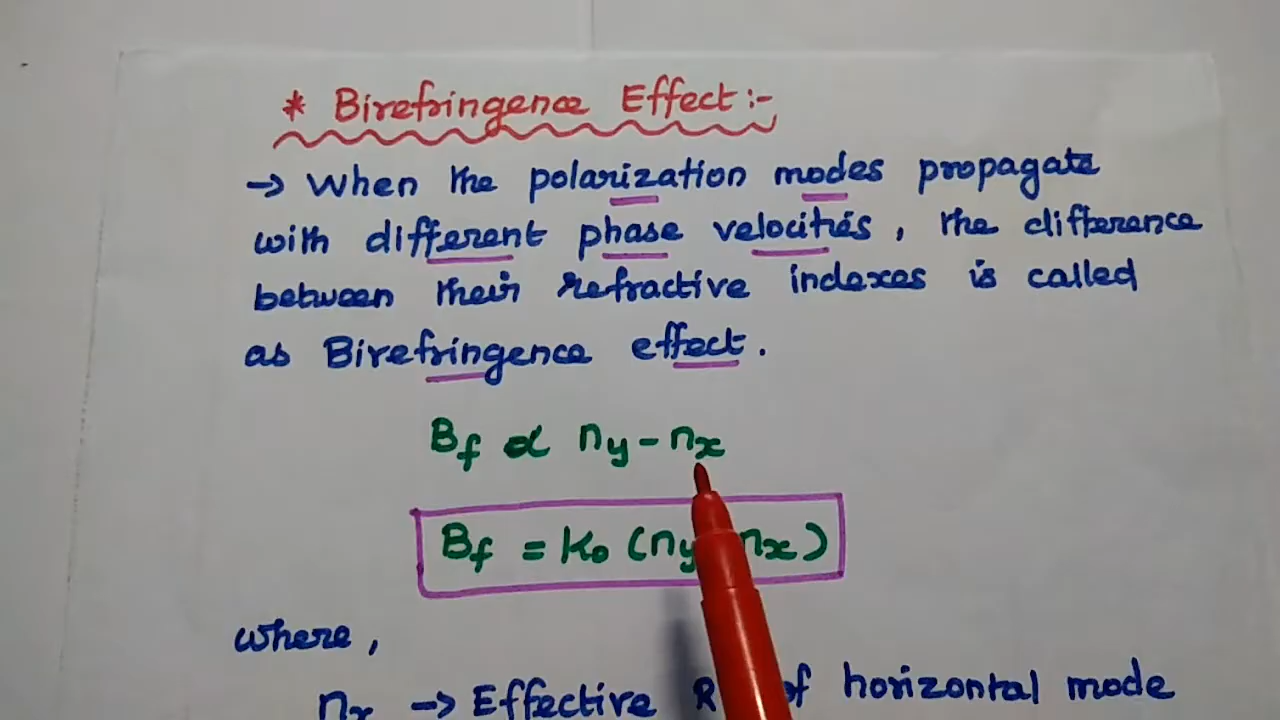 * Birefringence Effect :-
→ When the polarization modes propagate
with different phase velocities, the difference
between their refractive indexes is called
as Birefringence effect.
Bf ∝ ny - nx
Bf = k0 (ny nx)
where,
nx → Effective R of horizontal mode